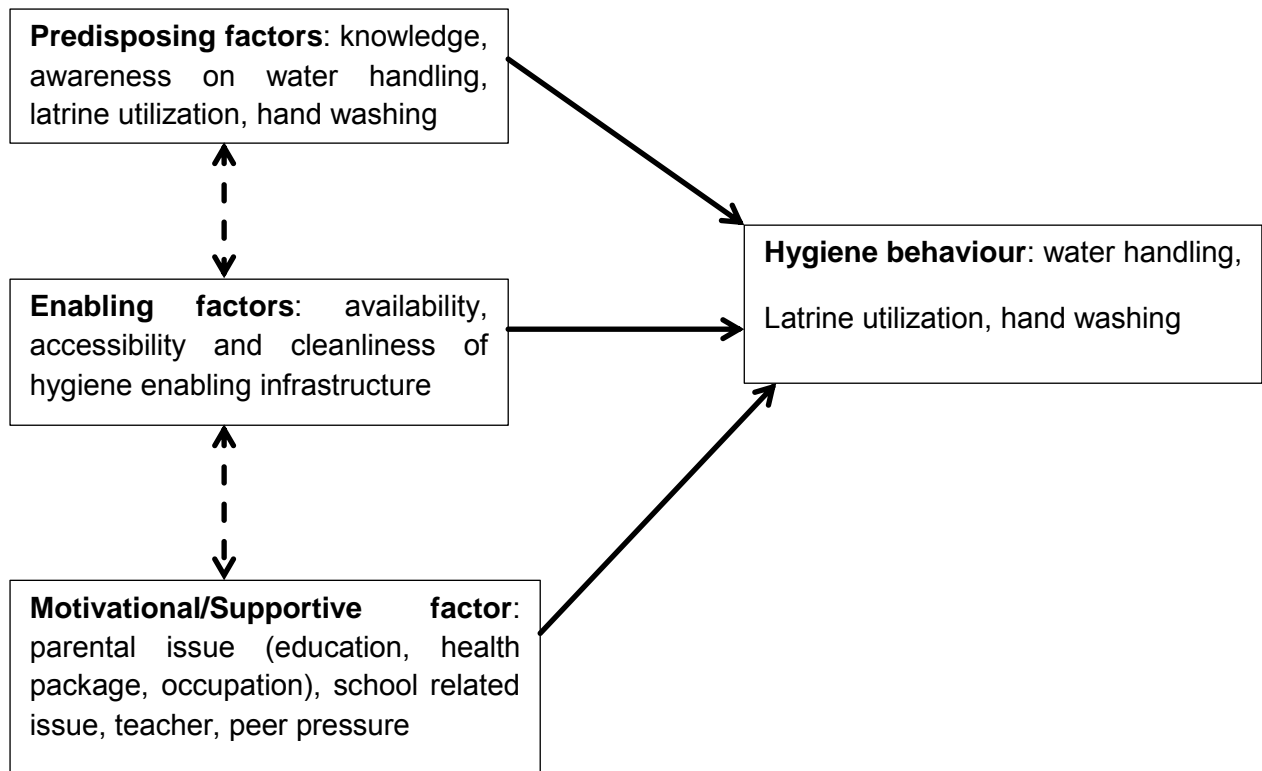 Predisposing factors: knowledge,
awareness on water handling,
latrine utilization, hand washing
Hygiene behaviour: water handling,
Latrine utilization, hand washing
Enabling factors: availability,
accessibility and cleanliness of
hygiene enabling infrastructure
Motivational/Supportive factor:
parental issue (education, health
package, occupation), school related
issue, teacher, peer pressure